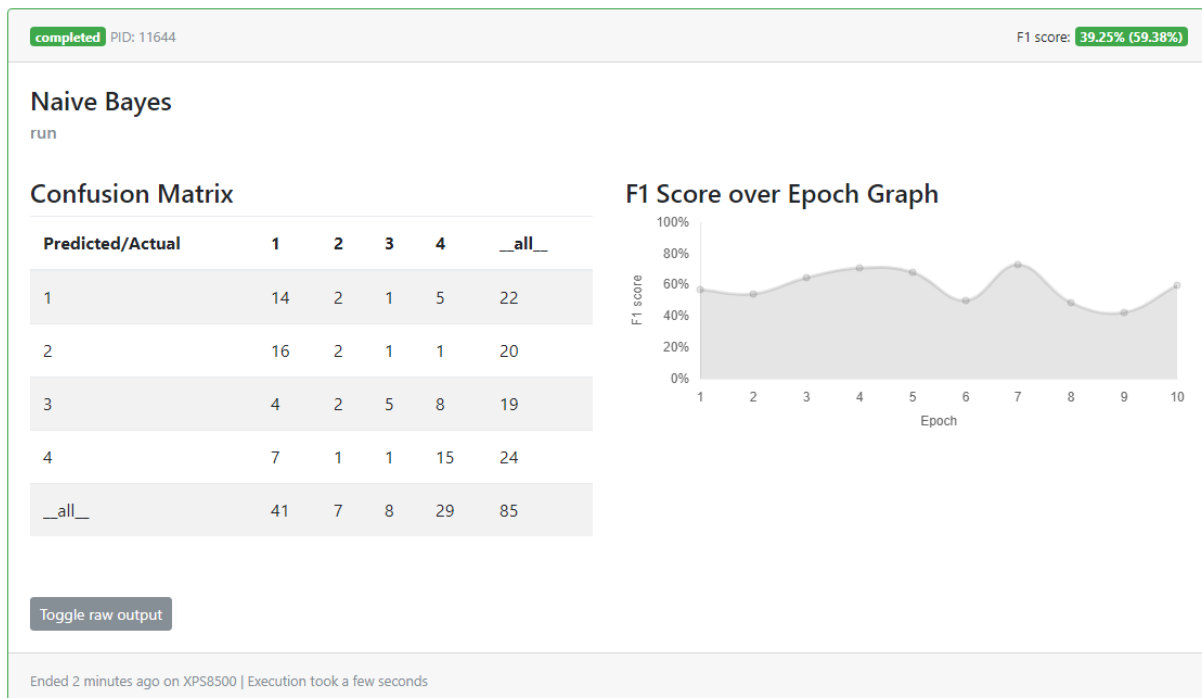 completed PID: 11644 F1 score: 39.25% (59.38%)
Naive Bayes
run
Confusion Matrix
Predicted/Actual 1 2 3 4 __all__
1 14 2 1 5 22
2 16 2 1 1 20
3 4 2 5 8 19
4 7 1 1 15 24
__all__ 41 7 8 29 85
F1 Score over Epoch Graph
100%
80%
60%
40%
20%
0%
F1 score
1 2 3 4 5 6 7 8 9 10
Epoch
Toggle raw output
Ended 2 minutes ago on XPS8500 | Execution took a few seconds